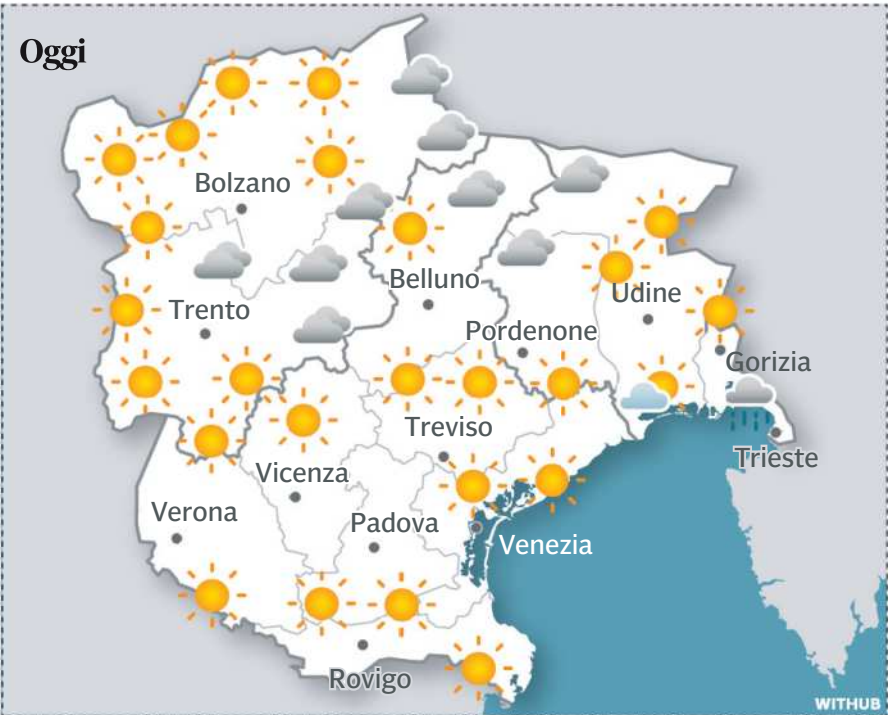 Oggi
Bolzano
Belluno
Udine
Trento
Pordenone
Gorizia
Treviso
Trieste
Vicenza
Verona
Padova
Venezia
Rovigo
WITHUB